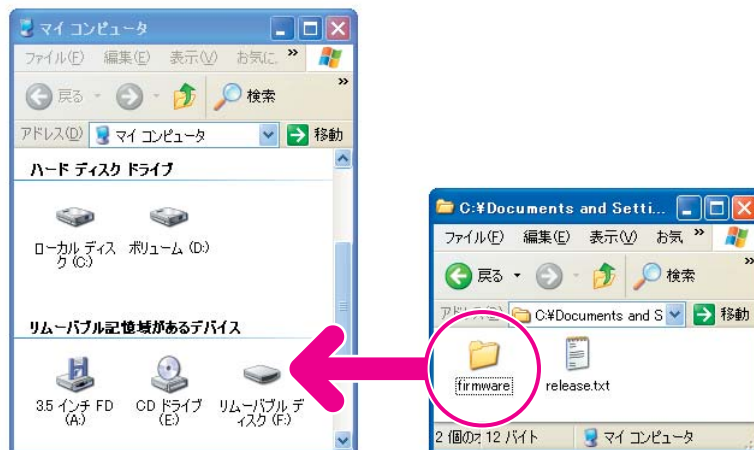 マイ コンピュータ
ファイル(F) 編集(E) 表示(V) お気に. »
戻る 検索 »
アドレス(D) マイ コンピュータ 移動
ハード ディスク ドライブ
ローカル ディス
ク (C:)
ボリューム (D:)
リムーバブル記憶域があるデバイス
3.5 インチ FD
(A:)
CD ドライブ
(E:)
リムーバブル デ
ィスク (F:)
C:¥Documents and Setti...
ファイル(F) 編集(E) 表示(V) お気 »
戻る 検索 »
C:¥Documents and S 移動
firmware
release.txt
2 個の 12 バイト マイ コンピュータ